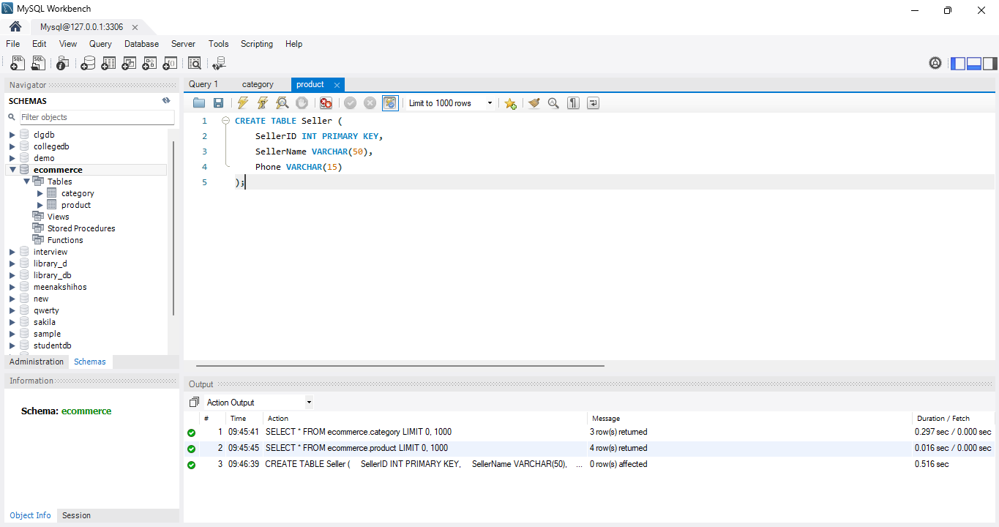 MySQL Workbench
Mysql@127.0.0.1:3306
File Edit View Query Database Server Tools Scripting Help
Navigator
SCHEMAS
Filter objects
clgdb
collegedb
demo
ecommerce
Tables
category
product
Views
Stored Procedures
Functions
interview
library_d
library_db
meenakshihos
new
qwerty
sakila
sample
studentdb
Administration Schemas
Information
Schema: ecommerce
Object Info Session
Query 1 category product
Limit to 1000 rows
1 CREATE TABLE Seller (
2 SellerID INT PRIMARY KEY,
3 SellerName VARCHAR(50),
4 Phone VARCHAR(15)
5 );
Output
Action Output
# Time Action Message Duration / Fetch
1 09:45:41 SELECT * FROM ecommerce.category LIMIT 0, 1000 3 row(s) returned 0.297 sec / 0.000 sec
2 09:45:45 SELECT * FROM ecommerce.product LIMIT 0, 1000 4 row(s) returned 0.016 sec / 0.000 sec
3 09:46:39 CREATE TABLE Seller ( SellerID INT PRIMARY KEY, SellerName VARCHAR(50), ... 0 row(s) affected 0.516 sec